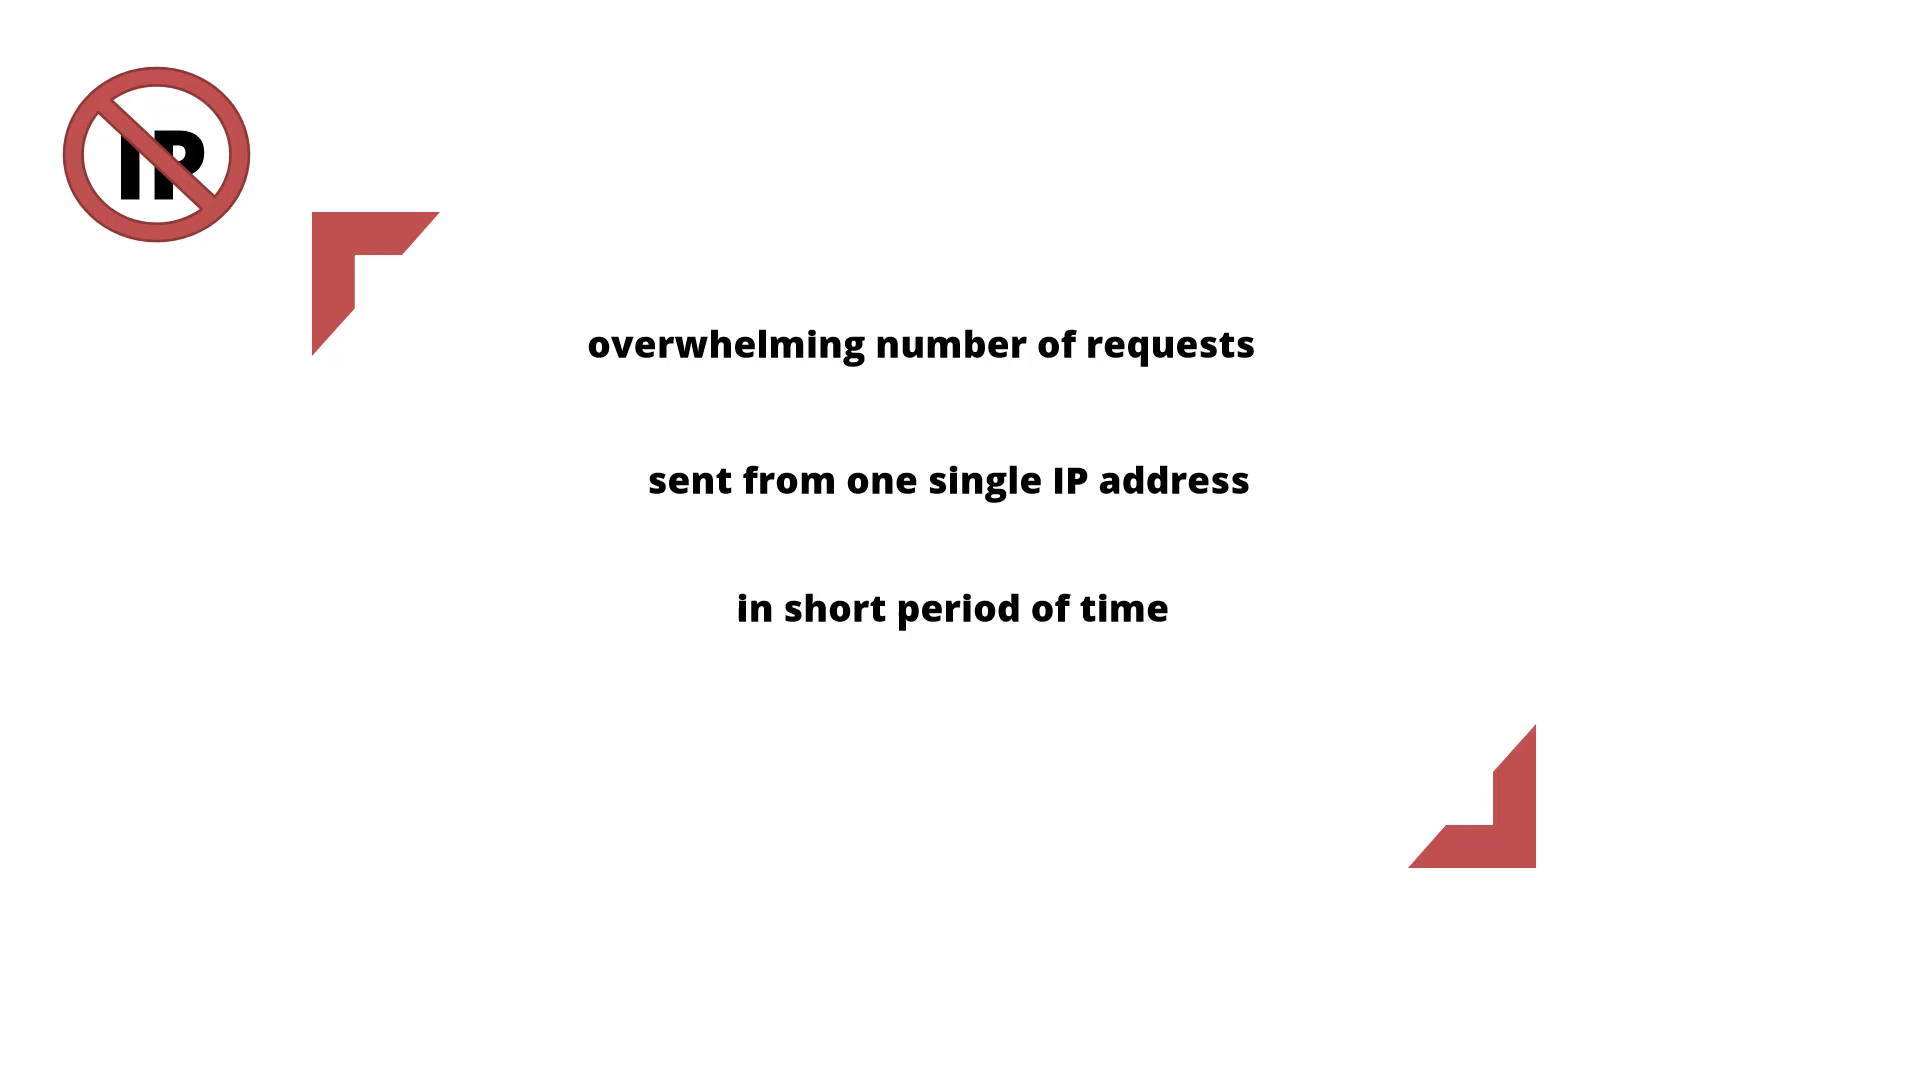 IP
overwhelming number of requests
sent from one single IP address
in short period of time